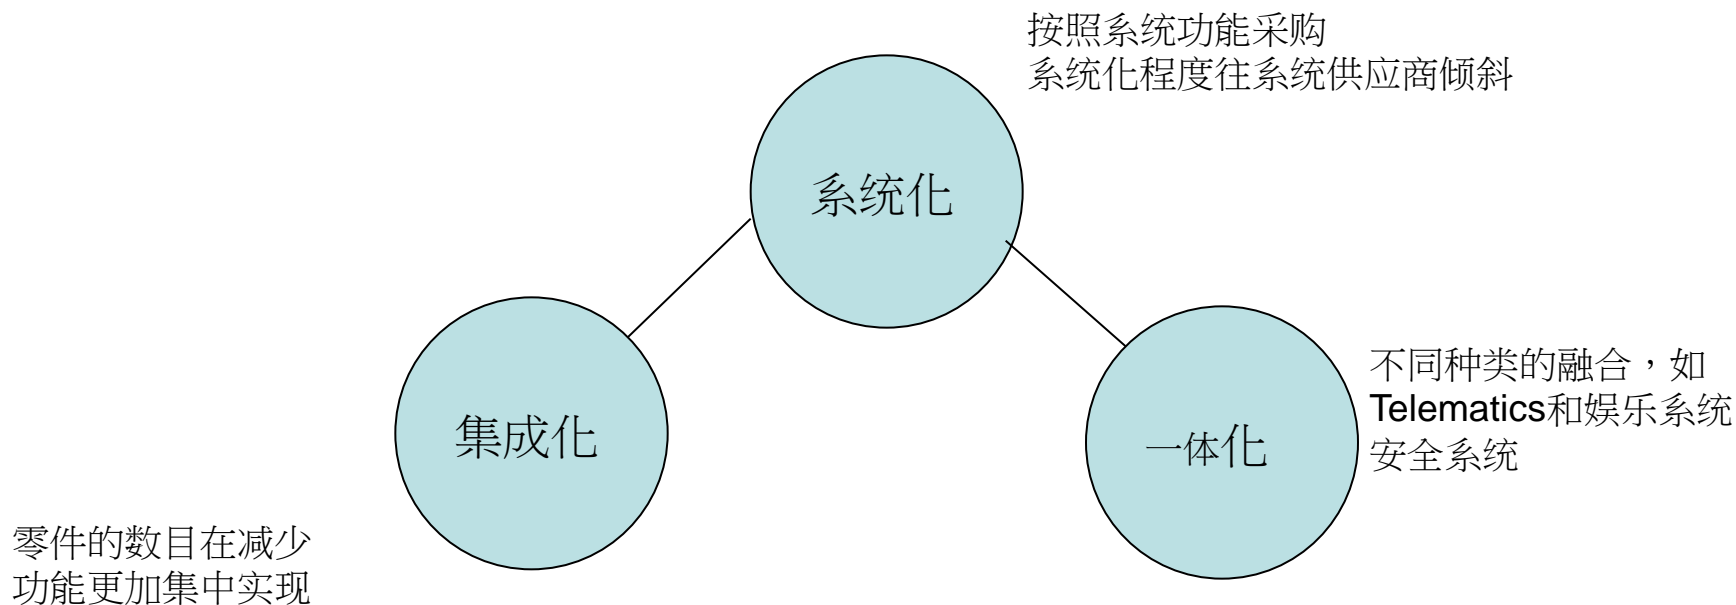 按照系统功能采购
系统化程度往系统供应商倾斜
系统化
集成化
一体化
不同种类的融合，如
Telematics和娱乐系统
安全系统
零件的数目在减少
功能更加集中实现